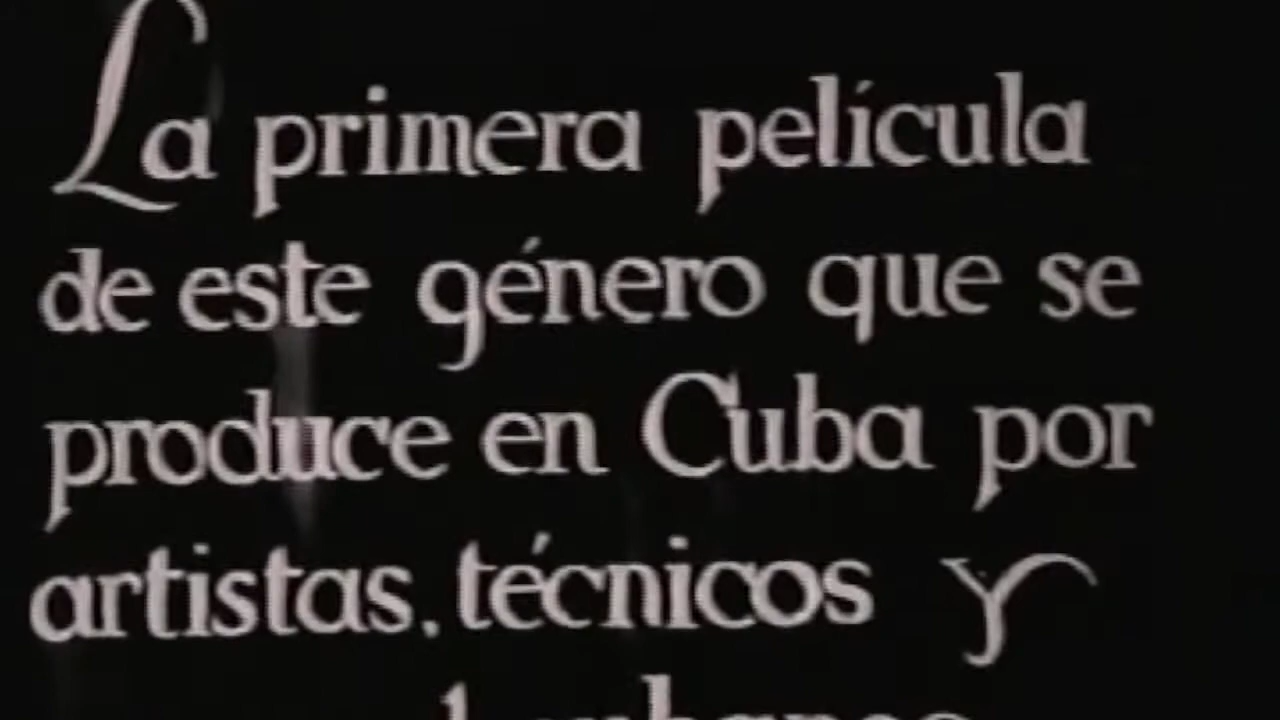 La primera película
de este género que se
produce en Cuba por
artistas, técnicos y